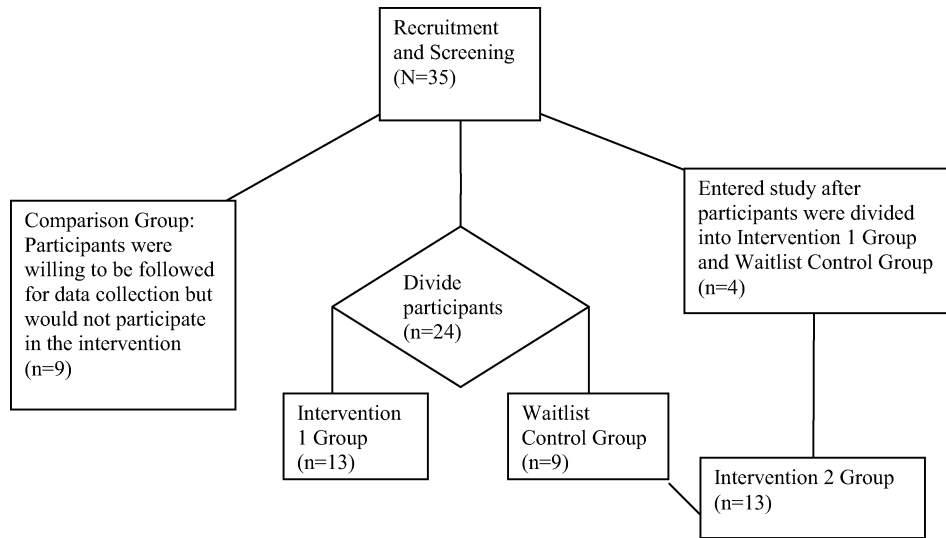 Recruitment
and Screening
(N=35)
Comparison Group:
Participants were
willing to be followed
for data collection but
would not participate
in the intervention
(n=9)
Divide
participants
(n=24)
Entered study after
participants were divided
into Intervention 1 Group
and Waitlist Control Group
(n=4)
Intervention
1 Group
(n=13)
Waitlist
Control Group
(n=9)
Intervention 2 Group
(n=13)